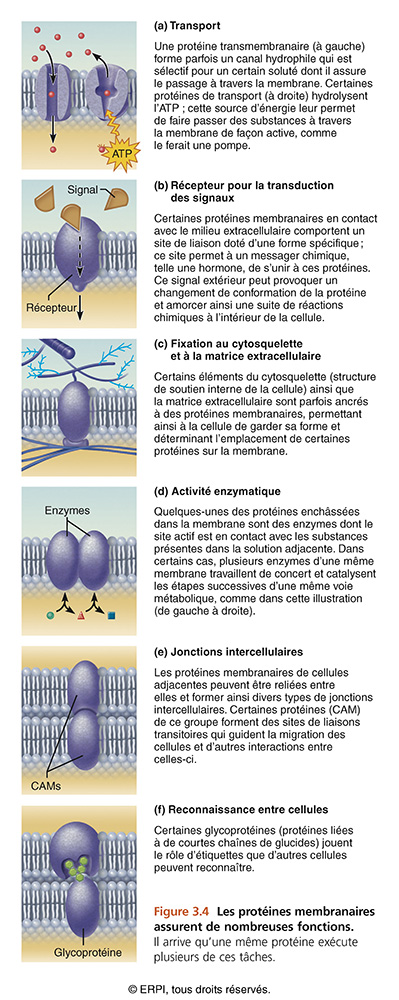 (a) Transport
Une protéine transmembranaire (à gauche)
forme parfois un canal hydrophile qui est
sélectif pour un certain soluté dont il assure
le passage à travers la membrane. Certaines
protéines de transport (à droite) hydrolysent
l'ATP ; cette source d'énergie leur permet
de faire passer des substances à travers
la membrane de façon active, comme
le ferait une pompe.
ATP
(b) Récepteur pour la transduction
des signaux
Signal
Récepteur
Certaines protéines membranaires en contact
avec le milieu extracellulaire comportent un
site de liaison doté d'une forme spécifique ;
ce site permet à un messager chimique,
telle une hormone, de s'unir à ces protéines.
Ce signal extérieur peut provoquer un
changement de conformation de la protéine
et amorcer ainsi une suite de réactions
chimiques à l'intérieur de la cellule.
(c) Fixation au cytosquelette
et à la matrice extracellulaire
Certains éléments du cytosquelette (structure
de soutien interne de la cellule) ainsi que
la matrice extracellulaire sont parfois ancrés
à des protéines membranaires, permettant
ainsi à la cellule de garder sa forme et
déterminant l'emplacement de certaines
protéines sur la membrane.
(d) Activité enzymatique
Enzymes
Quelques-unes des protéines enchâssées
dans la membrane sont des enzymes dont le
site actif est en contact avec les substances
présentes dans la solution adjacente. Dans
certains cas, plusieurs enzymes d'une même
membrane travaillent de concert et catalysent
les étapes successives d'une même voie
métabolique, comme dans cette illustration
(de gauche à droite).
(e) Jonctions intercellulaires
Les protéines membranaires de cellules
adjacentes peuvent être reliées entre
elles et former ainsi divers types de jonctions
intercellulaires. Certaines protéines (CAM)
de ce groupe forment des sites de liaisons
transitoires qui guident la migration des
cellules et d'autres interactions entre
celles-ci.
CAMs
(f) Reconnaissance entre cellules
Certaines glycoprotéines (protéines liées
à de courtes chaînes de glucides) jouent
le rôle d'étiquettes que d'autres cellules
peuvent reconnaître.
Glycoprotéine
Figure 3.4 Les protéines membranaires
assurent de nombreuses fonctions.
Il arrive qu'une même protéine exécute
plusieurs de ces tâches.
© ERPI, tous droits réservés.